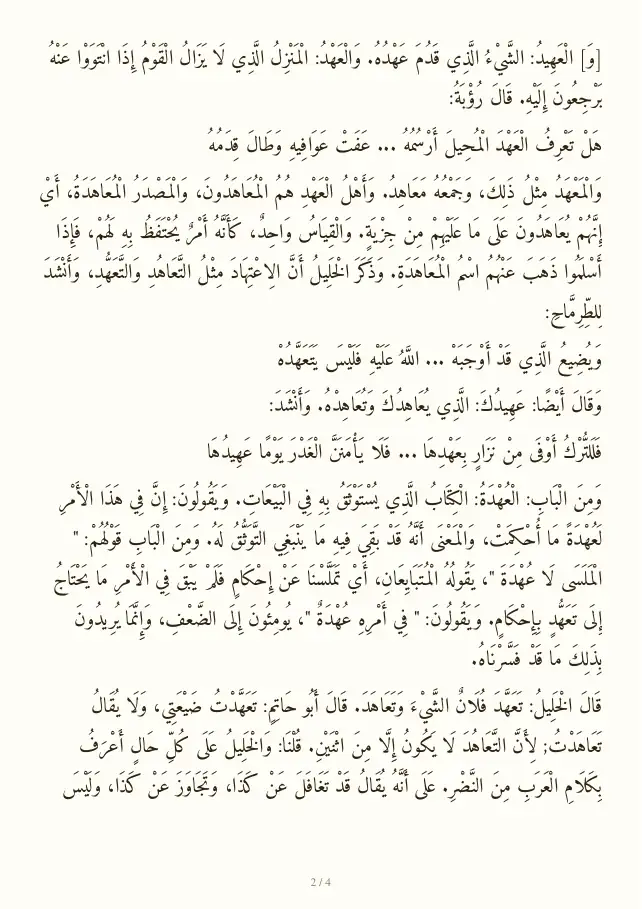 [وَ] الْعَهِيدُ: الشَّيْءُ الَّذِي قَدُمَ عَهْدُهُ. وَالْعَهْدُ: الْمَنْزِلُ الَّذِي لَا يَزَالُ الْقَوْمُ إِذَا انْتَوَوْا عَنْهُ
يَرْجِعُونَ إِلَيْهِ. قَالَ رُؤْبَةُ:
هَلْ تَعْرِفُ الْعَهْدَ الْمُحِيلَ أَرْسُمُهُ ... عَفَتْ عَوَافِيهِ وَطَالَ قِدَمُهُ
وَالْمَعْهَدُ مِثْلُ ذَلِكَ، وَجَمْعُهُ مَعَاهِدُ. وَأَهْلُ الْعَهْدِ هُمُ الْمُعَاهَدُونَ، وَالْمَصْدَرُ الْمُعَاهَدَةُ، أَيْ
إِنَّهُمْ يُعَاهَدُونَ عَلَى مَا عَلَيْهِمْ مِنْ جِزْيَةٍ. وَالْقِيَاسُ وَاحِدٌ، كَأَنَّهُ أَمْرٌ يُحْتَفَظُ بِهِ لَهُمْ، فَإِذَا
أَسْلَمُوا ذَهَبَ عَنْهُمُ اسْمُ الْمُعَاهَدَةِ. وَذَكَرَ الْخَلِيلُ أَنَّ الِاعْتِهَادَ مِثْلُ التَّعَاهُدِ وَالتَّعَهُّدِ، وَأَنْشَدَ
لِلطِّرِمَّاحِ:
وَيُضِيعُ الَّذِي قَدْ أَوْجَبَهْ ... اللَّهُ عَلَيْهِ فَلَيْسَ يَتَعَهَّدُهْ
وَقَالَ أَيْضًا: عَهِيدُكَ: الَّذِي يُعَاهِدُكَ وَتُعَاهِدُهُ. وَأَنْشَدَ:
فَلَلتُّرْكُ أَوْفَى مِنْ نَزَارٍ بِعَهْدِهَا ... فَلَا يَأْمَنَنَّ الْغَدْرَ يَوْمًا عَهِيدُهَا
وَمِنَ الْبَابِ: الْعُهْدَةُ: الْكِتَابُ الَّذِي يُسْتَوْثَقُ بِهِ فِي الْبَيْعَاتِ. وَيَقُولُونَ: إِنَّ فِي هَذَا الْأَمْرِ
لَعُهْدَةً مَا أُحْكِمَتْ، وَالْمَعْنَى أَنَّهُ قَدْ بَقِيَ فِيهِ مَا يَنْبَغِي التَّوَثُّقُ لَهُ. وَمِنَ الْبَابِ قَوْلُهُمْ: "
الْمَلَسَى لَا عُهْدَةَ "، يَقُولُهُ الْمُتَبَايِعَانِ، أَيْ تَمَلَّسْنَا عَنْ إِحْكَامٍ فَلَمْ يَبْقَ فِي الْأَمْرِ مَا يَحْتَاجُ
إِلَى تَعَهُّدٍ بِإِحْكَامٍ. وَيَقُولُونَ: " فِي أَمْرِهِ عُهْدَةٌ "، يُومِئُونَ إِلَى الضَّعْفِ، وَإِنَّمَا يُرِيدُونَ
بِذَلِكَ مَا قَدْ فَسَّرْنَاهُ.
قَالَ الْخَلِيلُ: تَعَهَّدَ فُلَانٌ الشَّيْءَ وَتَعَاهَدَ. قَالَ أَبُو حَاتِمٍ: تَعَهَّدْتُ ضَيْعَتِي، وَلَا يُقَالُ
تَعَاهَدْتُ; لِأَنَّ التَّعَاهُدَ لَا يَكُونُ إِلَّا مِنَ اثْنَيْنِ. قُلْنَا: وَالْخَلِيلُ عَلَى كُلِّ حَالٍ أَعْرَفُ
بِكَلَامِ الْعَرَبِ مِنَ النَّضْرِ. عَلَى أَنَّهُ يُقَالُ قَدْ تَغَافَلَ عَنْ كَذَا، وَتَجَاوَزَ عَنْ كَذَا، وَلَيْسَ
2 / 4